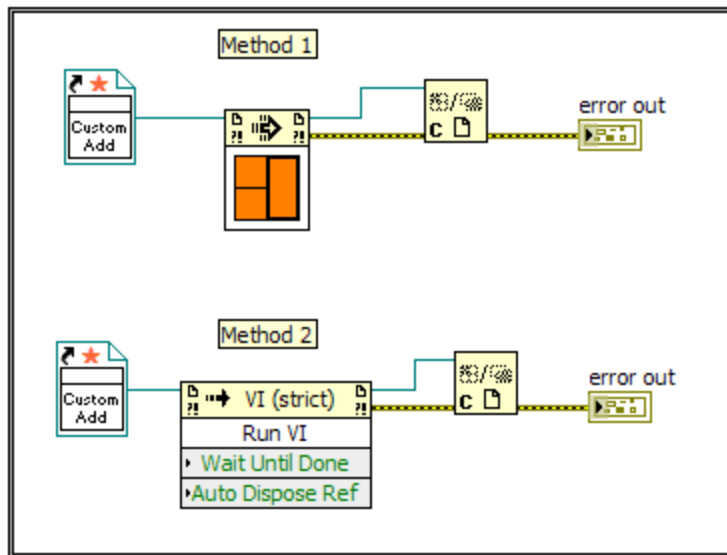 Method 1
Custom
Add
?!
?!
C
error out
Method 2
Custom
Add
?!
VI (strict)
?!
Run VI
Wait Until Done
Auto Dispose Ref
C
error out